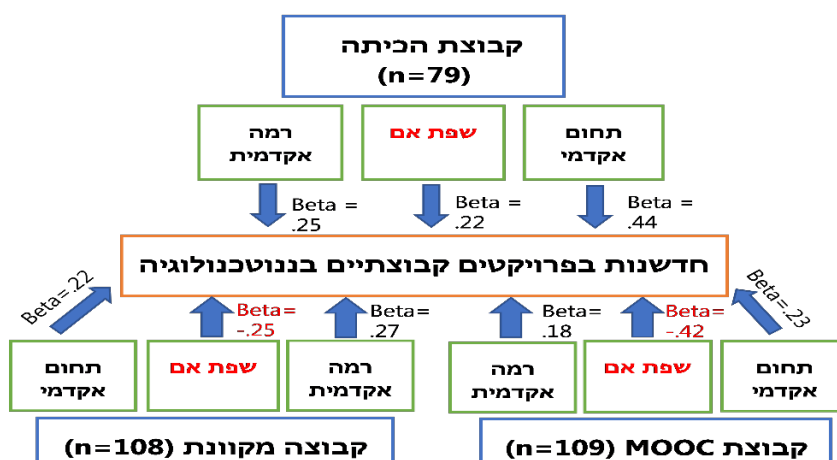 קבוצת הכיתה
(n=79)
תחום
אקדמי
שפת אם
רמה
אקדמית
Beta =
.44
Beta =
.22
Beta =
.25
חדשנות בפרויקטים קבוצתיים בננוטכנולוגיה
Beta=.23
Beta=
-.42
Beta=
.18
Beta=
.27
Beta=
-.25
Beta=.22
תחום
אקדמי
שפת אם
רמה
אקדמית
רמה
אקדמית
שפת אם
תחום
אקדמי
קבוצת MOOC (n=109)
קבוצה מקוונת (n=108)